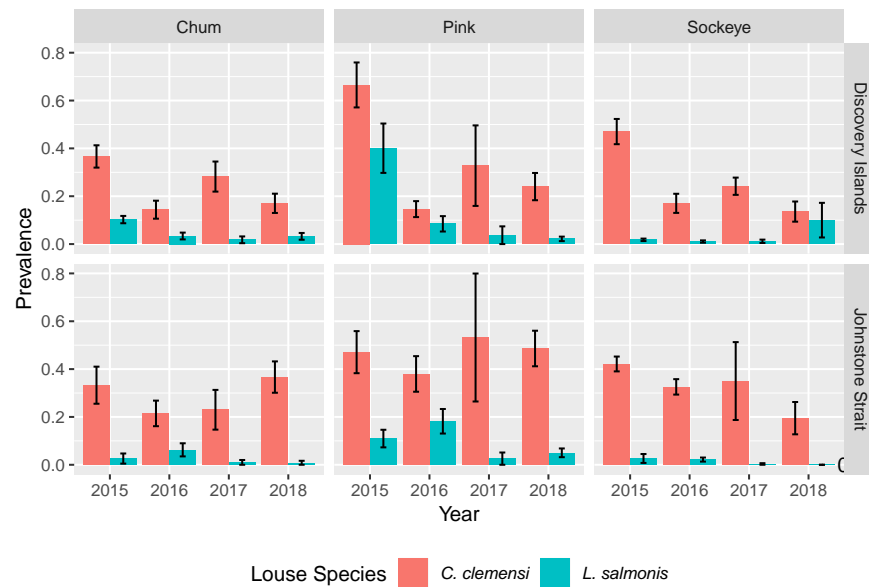 Chum Pink Sockeye
0.8
0.6
0.4
0.2
0.0
Discovery Islands
Prevalence
0.8
0.6
0.4
0.2
0.0
Johnstone Strait
0
2015 2016 2017 2018 2015 2016 2017 2018 2015 2016 2017 2018
Year
Louse Species C. clemensi L. salmonis